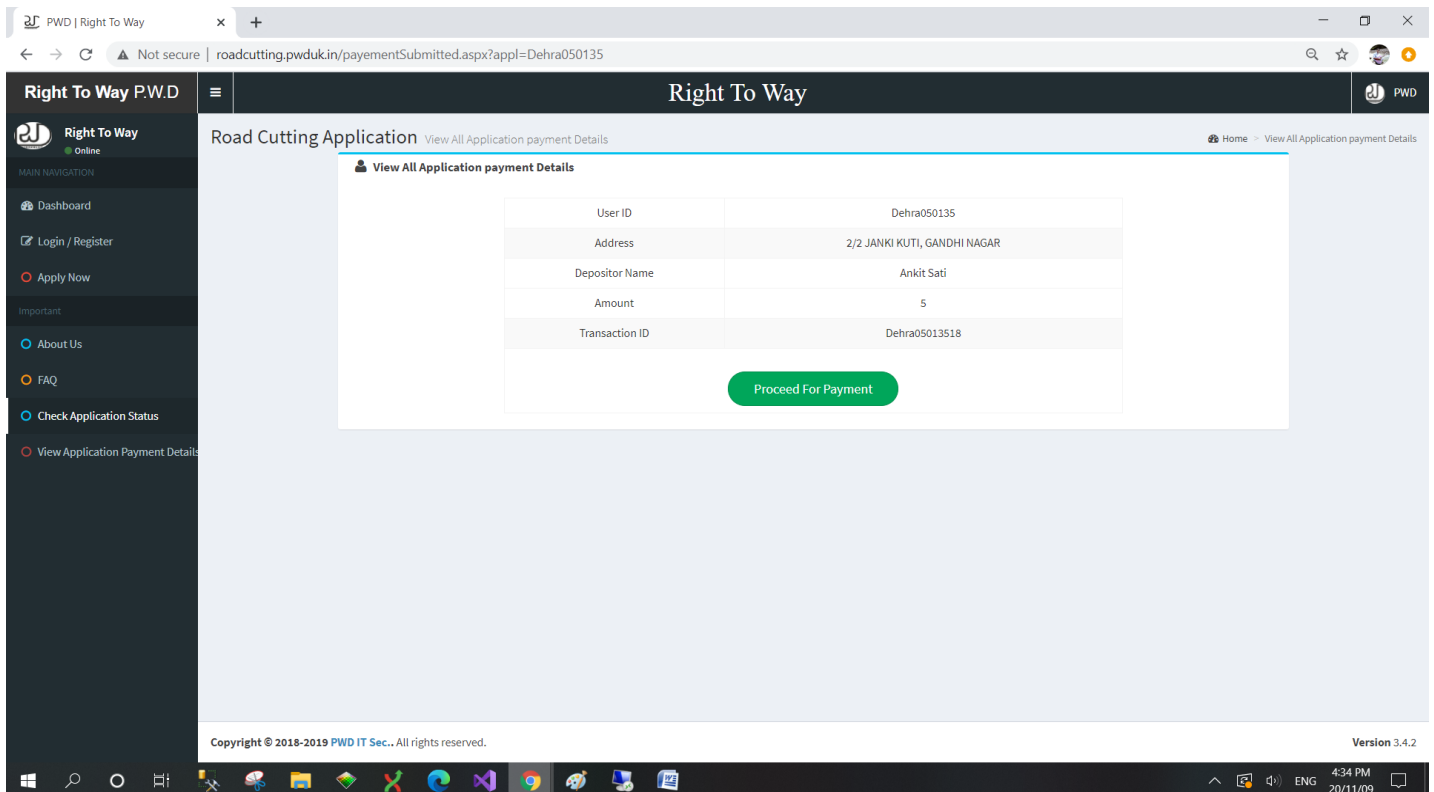 PWD | Right To Way
Not secure | roadcutting.pwduk.in/payementSubmitted.aspx?appl=Dehra050135
Right To Way P.W.D
Right To Way
PWD
Right To Way
Online
MAIN NAVIGATION
Dashboard
Login / Register
Apply Now
Important
About Us
FAQ
Check Application Status
View Application Payment Details
Road Cutting Application View All Application payment Details
Home > View All Application payment Details
View All Application payment Details
User ID Dehra050135
Address 2/2 JANKI KUTI, GANDHI NAGAR
Depositor Name Ankit Sati
Amount 5
Transaction ID Dehra05013518
Proceed For Payment
Copyright © 2018-2019 PWD IT Sec.. All rights reserved.
Version 3.4.2
ENG
4:34 PM
20/11/09